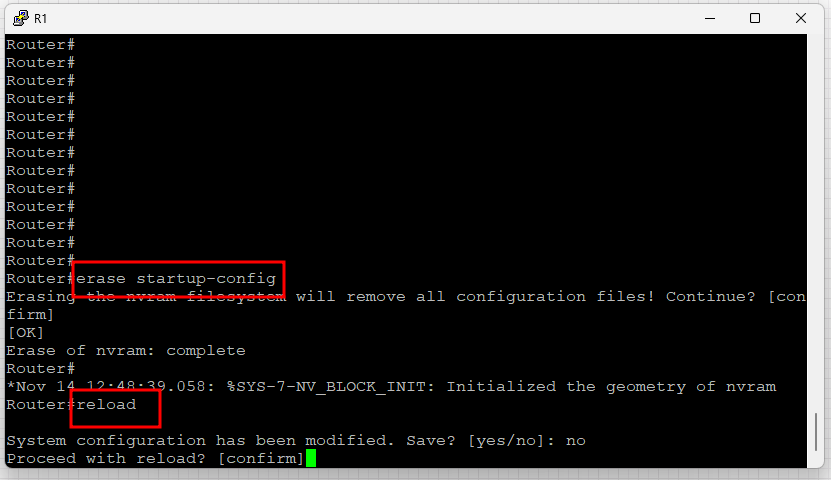 R1
Router#
Router#
Router#
Router#
Router#
Router#
Router#
Router#
Router#
Router#
Router#
Router#
Router#
Router#erase startup-config
Erasing the nvram filesystem will remove all configuration files! Continue? [con
firm]
[OK]
Erase of nvram: complete
Router#
*Nov 14 12:48:39.058: %SYS-7-NV_BLOCK_INIT: Initialized the geometry of nvram
Router#reload

System configuration has been modified. Save? [yes/no]: no
Proceed with reload? [confirm]